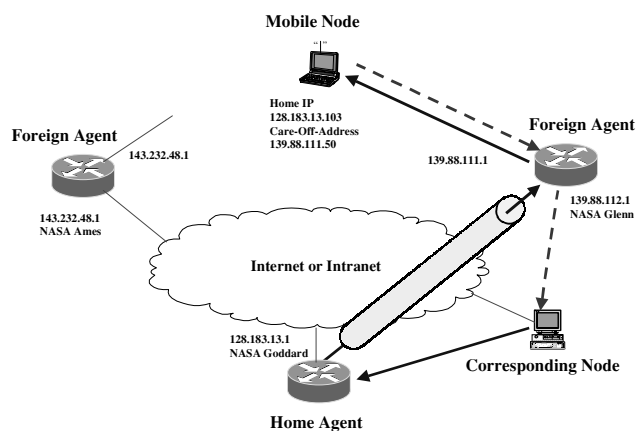 Mobile Node
Home IP
128.183.13.103
Care-Off-Address
139.88.111.50
Foreign Agent
143.232.48.1
143.232.48.1
NASA Ames
Foreign Agent
139.88.111.1
139.88.112.1
NASA Glenn
Internet or Intranet
128.183.13.1
NASA Goddard
Corresponding Node
Home Agent